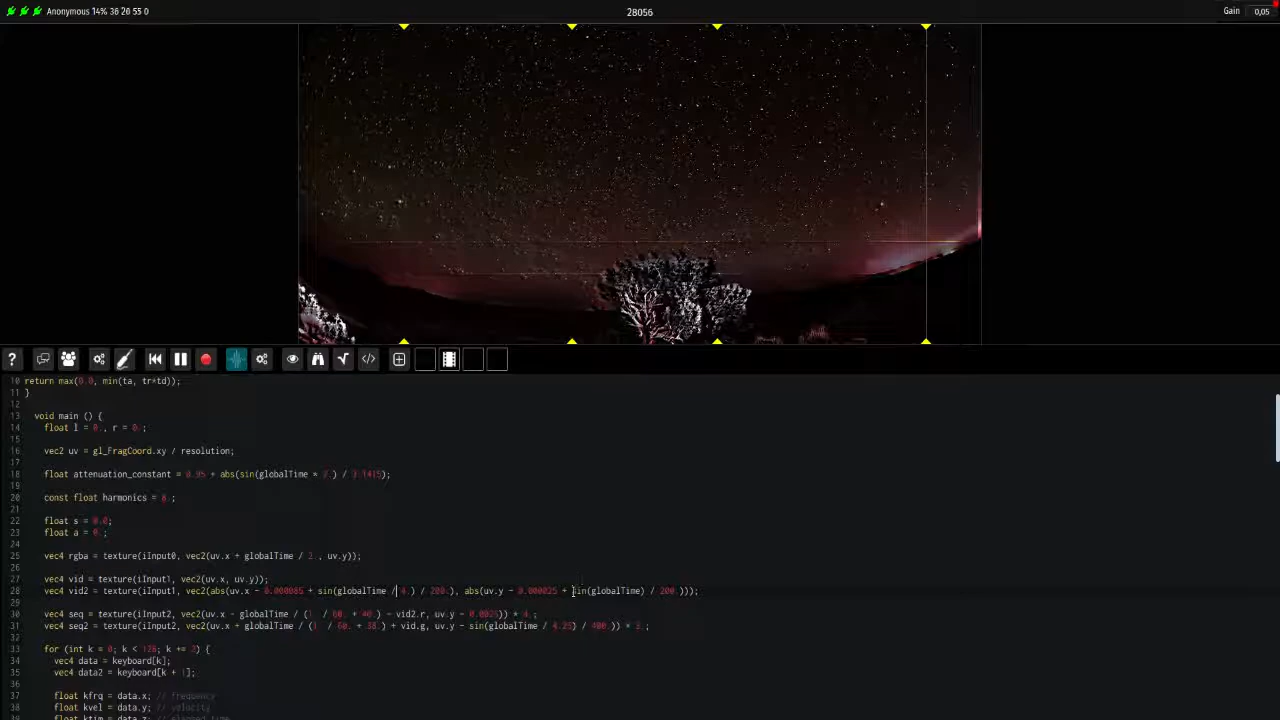 Anonymous 14% 36 26 55 0
28056
Gain 0,05
10 return max(0.0, min(ta, tr*td));
11 }
12
13 void main () {
14 float l = 0., r = 0.;
15
16 vec2 uv = gl_FragCoord.xy / resolution;
17
18 float attenuation_constant = 0.95 + abs(sin(globalTime * 2.) / 3.1415);
19
20 const float harmonics = 8.;
21
22 float s = 0.0;
23 float a = 0.;
24
25 vec4 rgba = texture(iInput0, vec2(uv.x + globalTime / 2., uv.y));
26
27 vec4 vid = texture(iInput1, vec2(uv.x, uv.y));
28 vec4 vid2 = texture(iInput1, vec2(abs(uv.x - 0.000085 + sin(globalTime / 4.) / 200.), abs(uv.y - 0.000025 + sin(globalTime) / 200.)));
29
30 vec4 seq = texture(iInput2, vec2(uv.x - globalTime / (1. / 60. + 40.) - vid2.r, uv.y - 0.0025)) * 4.;
31 vec4 seq2 = texture(iInput2, vec2(uv.x + globalTime / (1. / 60. + 38.) + vid.g, uv.y - sin(globalTime / 4.25) / 400.)) * 2.;
32
33 for (int k = 0; k < 128; k += 2) {
34 vec4 data = keyboard[k];
35 vec4 data2 = keyboard[k + 1];
36
37 float kfrq = data.x; // frequency
38 float kvel = data.y; // velocity
39 float ktim = data.z; // elapsed time